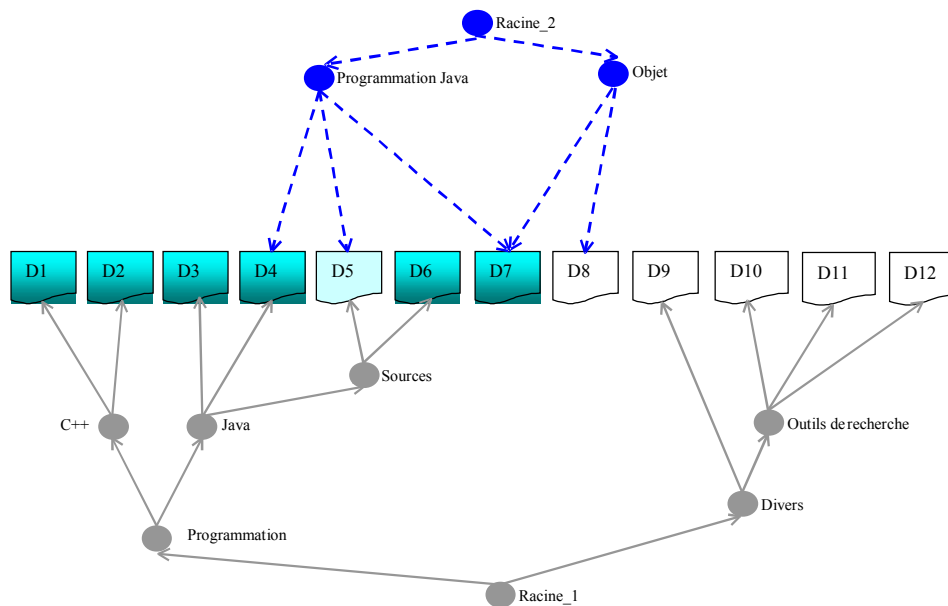 Racine_2
Programmation Java
Objet
D1
D2
D3
D4
D5
D6
D7
D8
D9
D10
D11
D12
Sources
C++
Java
Outils de recherche
Divers
Programmation
Racine_1